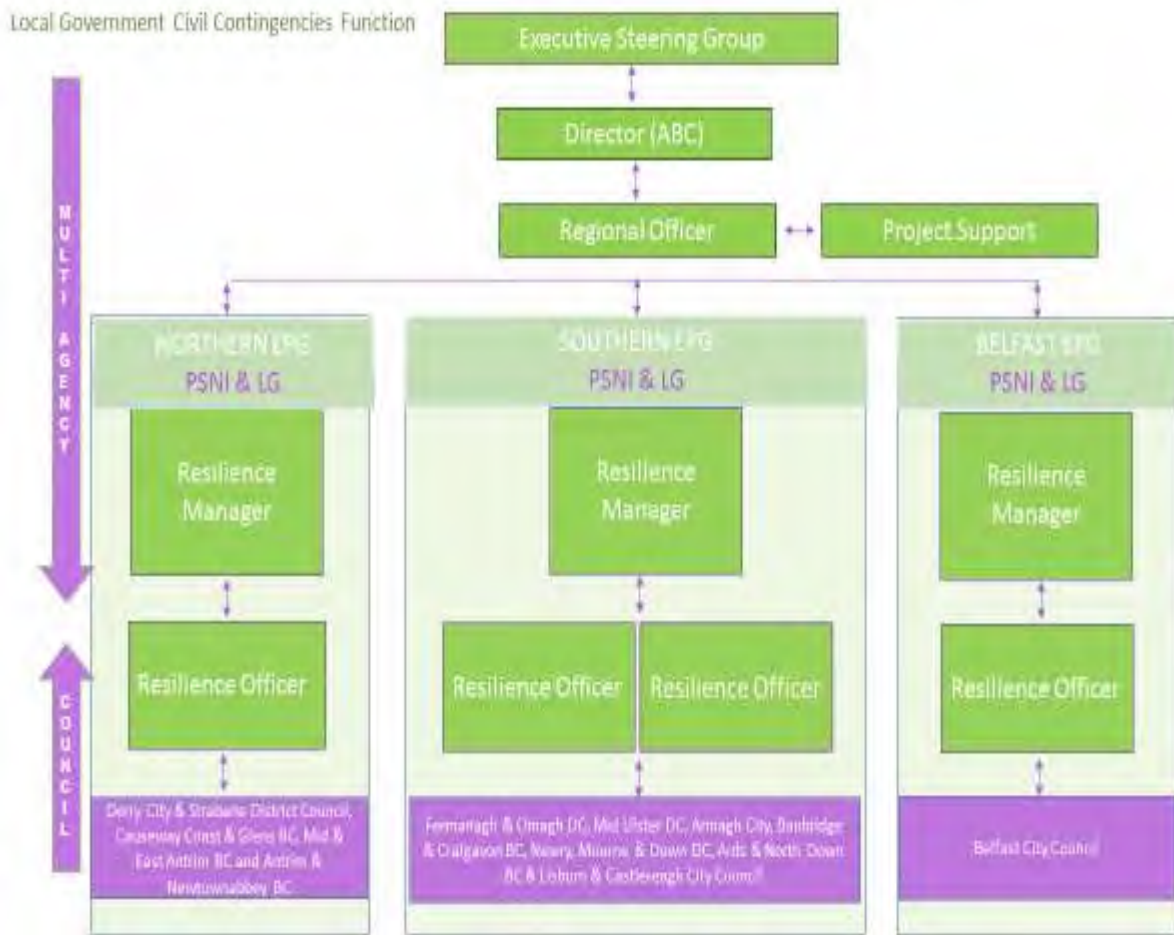 Local Government Civil Contingencies Function
Executive Steering Group
Director (ABC)
Regional Officer
Project Support
MULTI AGENCY
COUNCIL
NORTHERN EPG
PSNI & LG
Resilience
Manager
Resilience Officer
Derry City & Strabane District Council,
Causeway Coast & Glens BC, Mid &
East Antrim BC and Antrim &
Newtownabbey BC
SOUTHERN EPG
PSNI & LG
Resilience
Manager
Resilience Officer
Resilience Officer
Fermanagh & Omagh DC, Mid Ulster DC, Armagh City, Banbridge
& Craigavon BC, Newry, Mourne & Down DC, Ards & North Down
BC & Lisburn & Castlereagh City Council
BELFAST EPG
PSNI & LG
Resilience
Manager
Resilience Officer
Belfast City Council